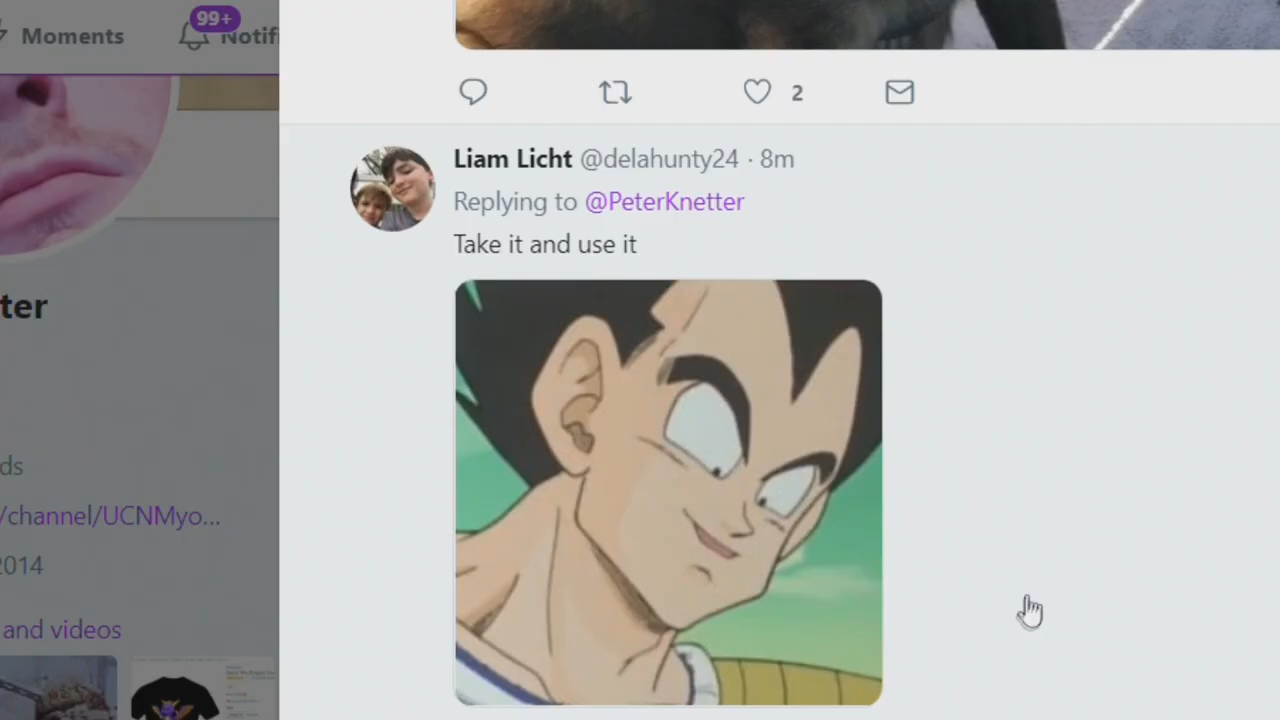 99+
Moments
Notifi
2
Liam Licht @delahunty24 · 8m
Replying to @PeterKnetter
Take it and use it
ter
ds
/channel/UCNMyo...
2014
and videos